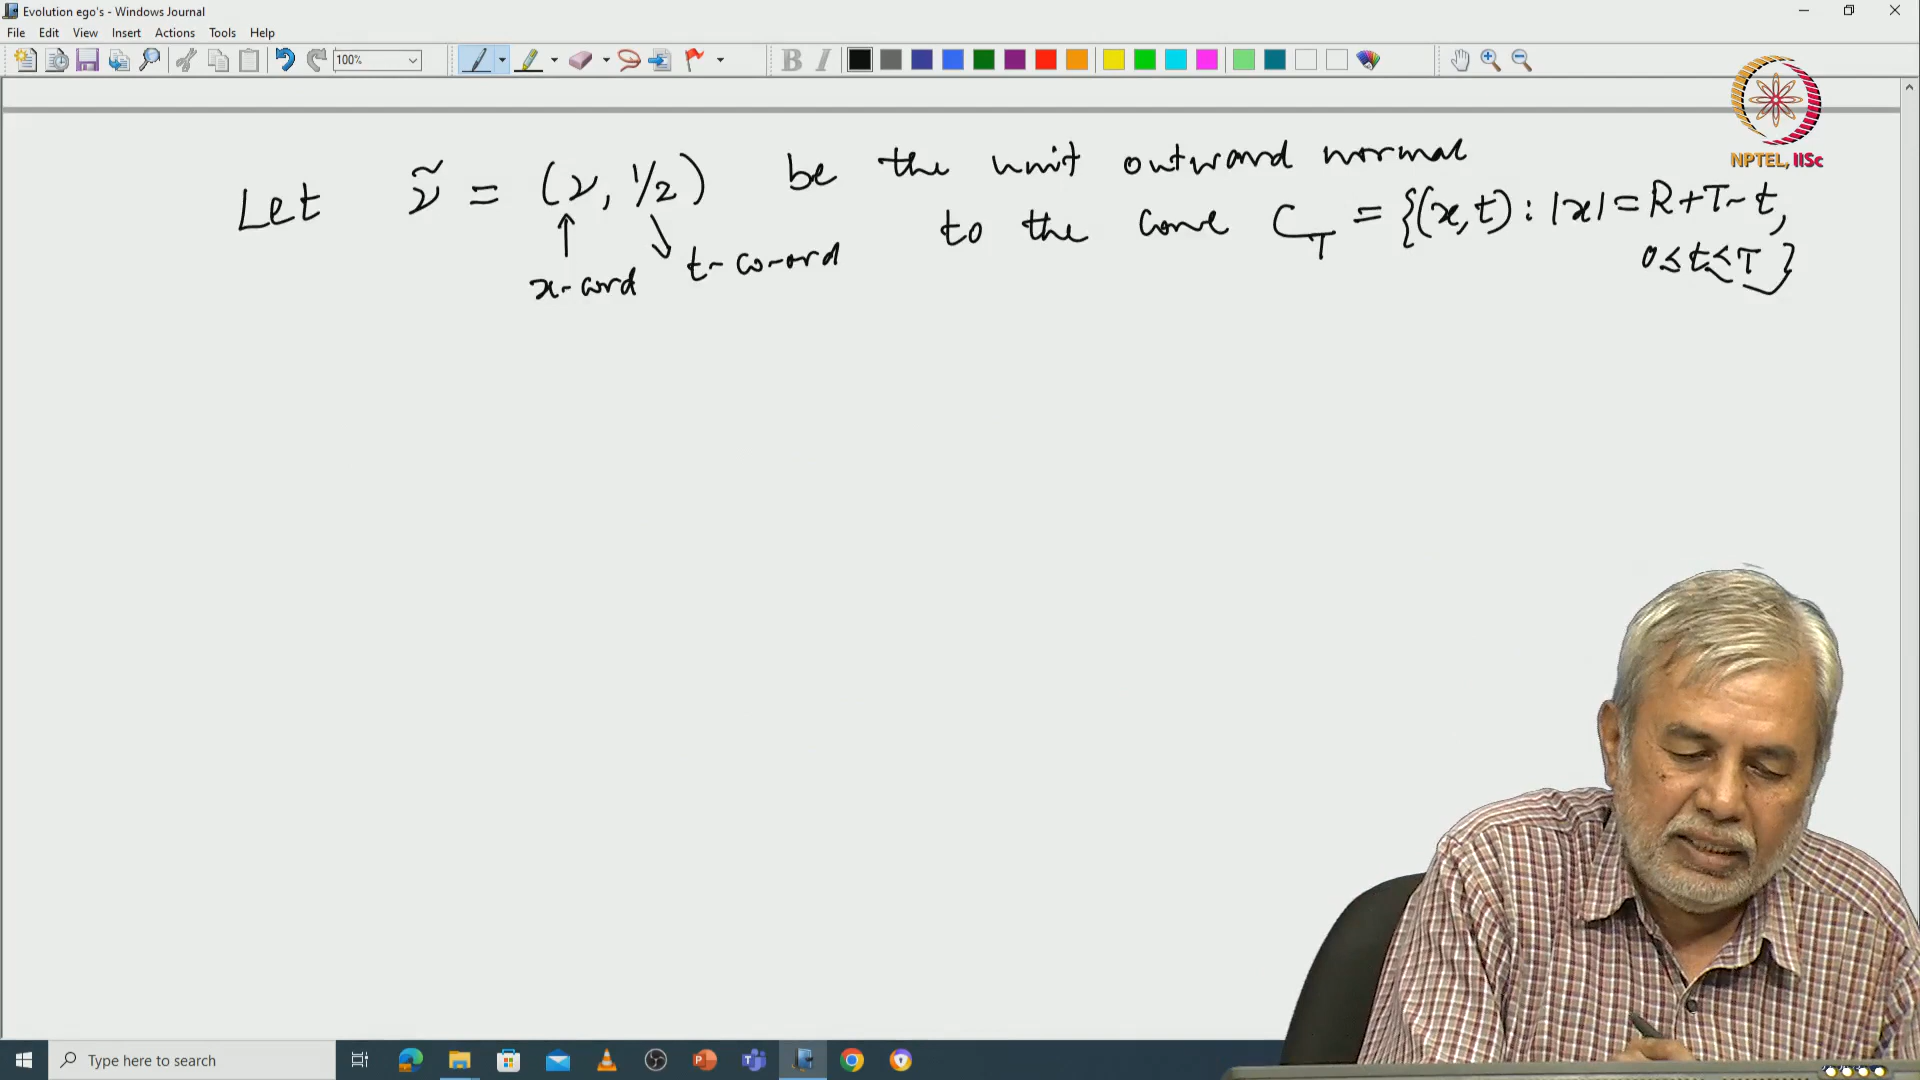 Evolution ego's - Windows Journal
File Edit View Insert Actions Tools Help
100%
B I
NPTEL, IISc
Let ν̃ = (ν, 1/2) be the unit outward normal
to the cone C_T = {(x, t) : |x| = R+T-t,
0 ≤ t ≤ T}
x-cord t-co-ord
Type here to search